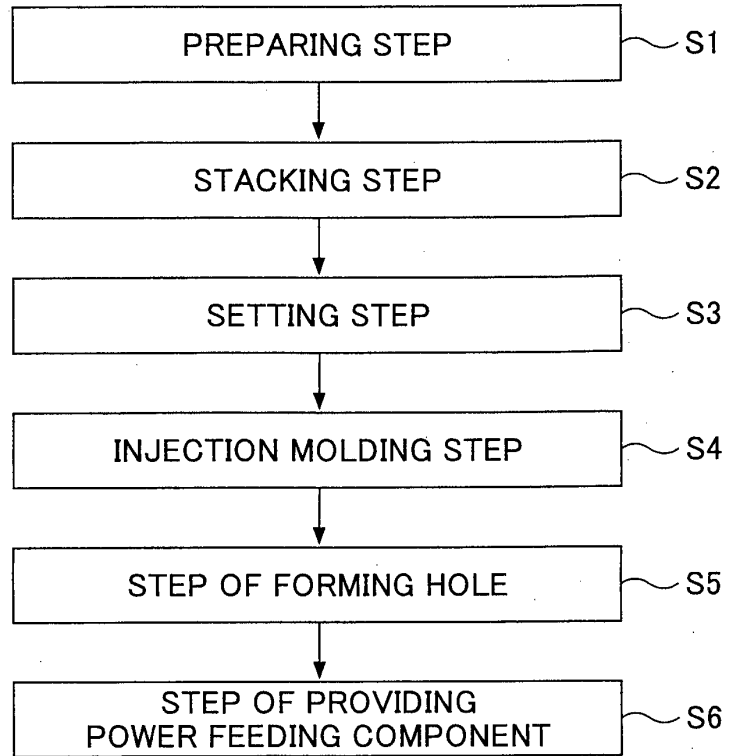 PREPARING STEP
S1
STACKING STEP
S2
SETTING STEP
S3
INJECTION MOLDING STEP
S4
STEP OF FORMING HOLE
S5
STEP OF PROVIDING
POWER FEEDING COMPONENT
S6